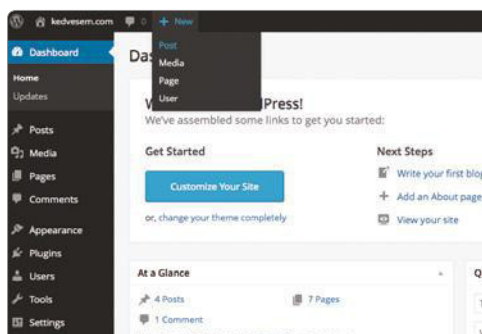 kedvesem.com 0 + New
Dashboard
Home
Updates
Posts
Media
Pages
Comments
Appearance
Plugins
Users
Tools
Settings
Post
Media
Page
User
Das
W Press!
We've assembled some links to get you started:
Get Started
Customize Your Site
or, change your theme completely
Next Steps
Write your first blog
Add an About page
View your site
At a Glance
4 Posts
7 Pages
1 Comment
Q